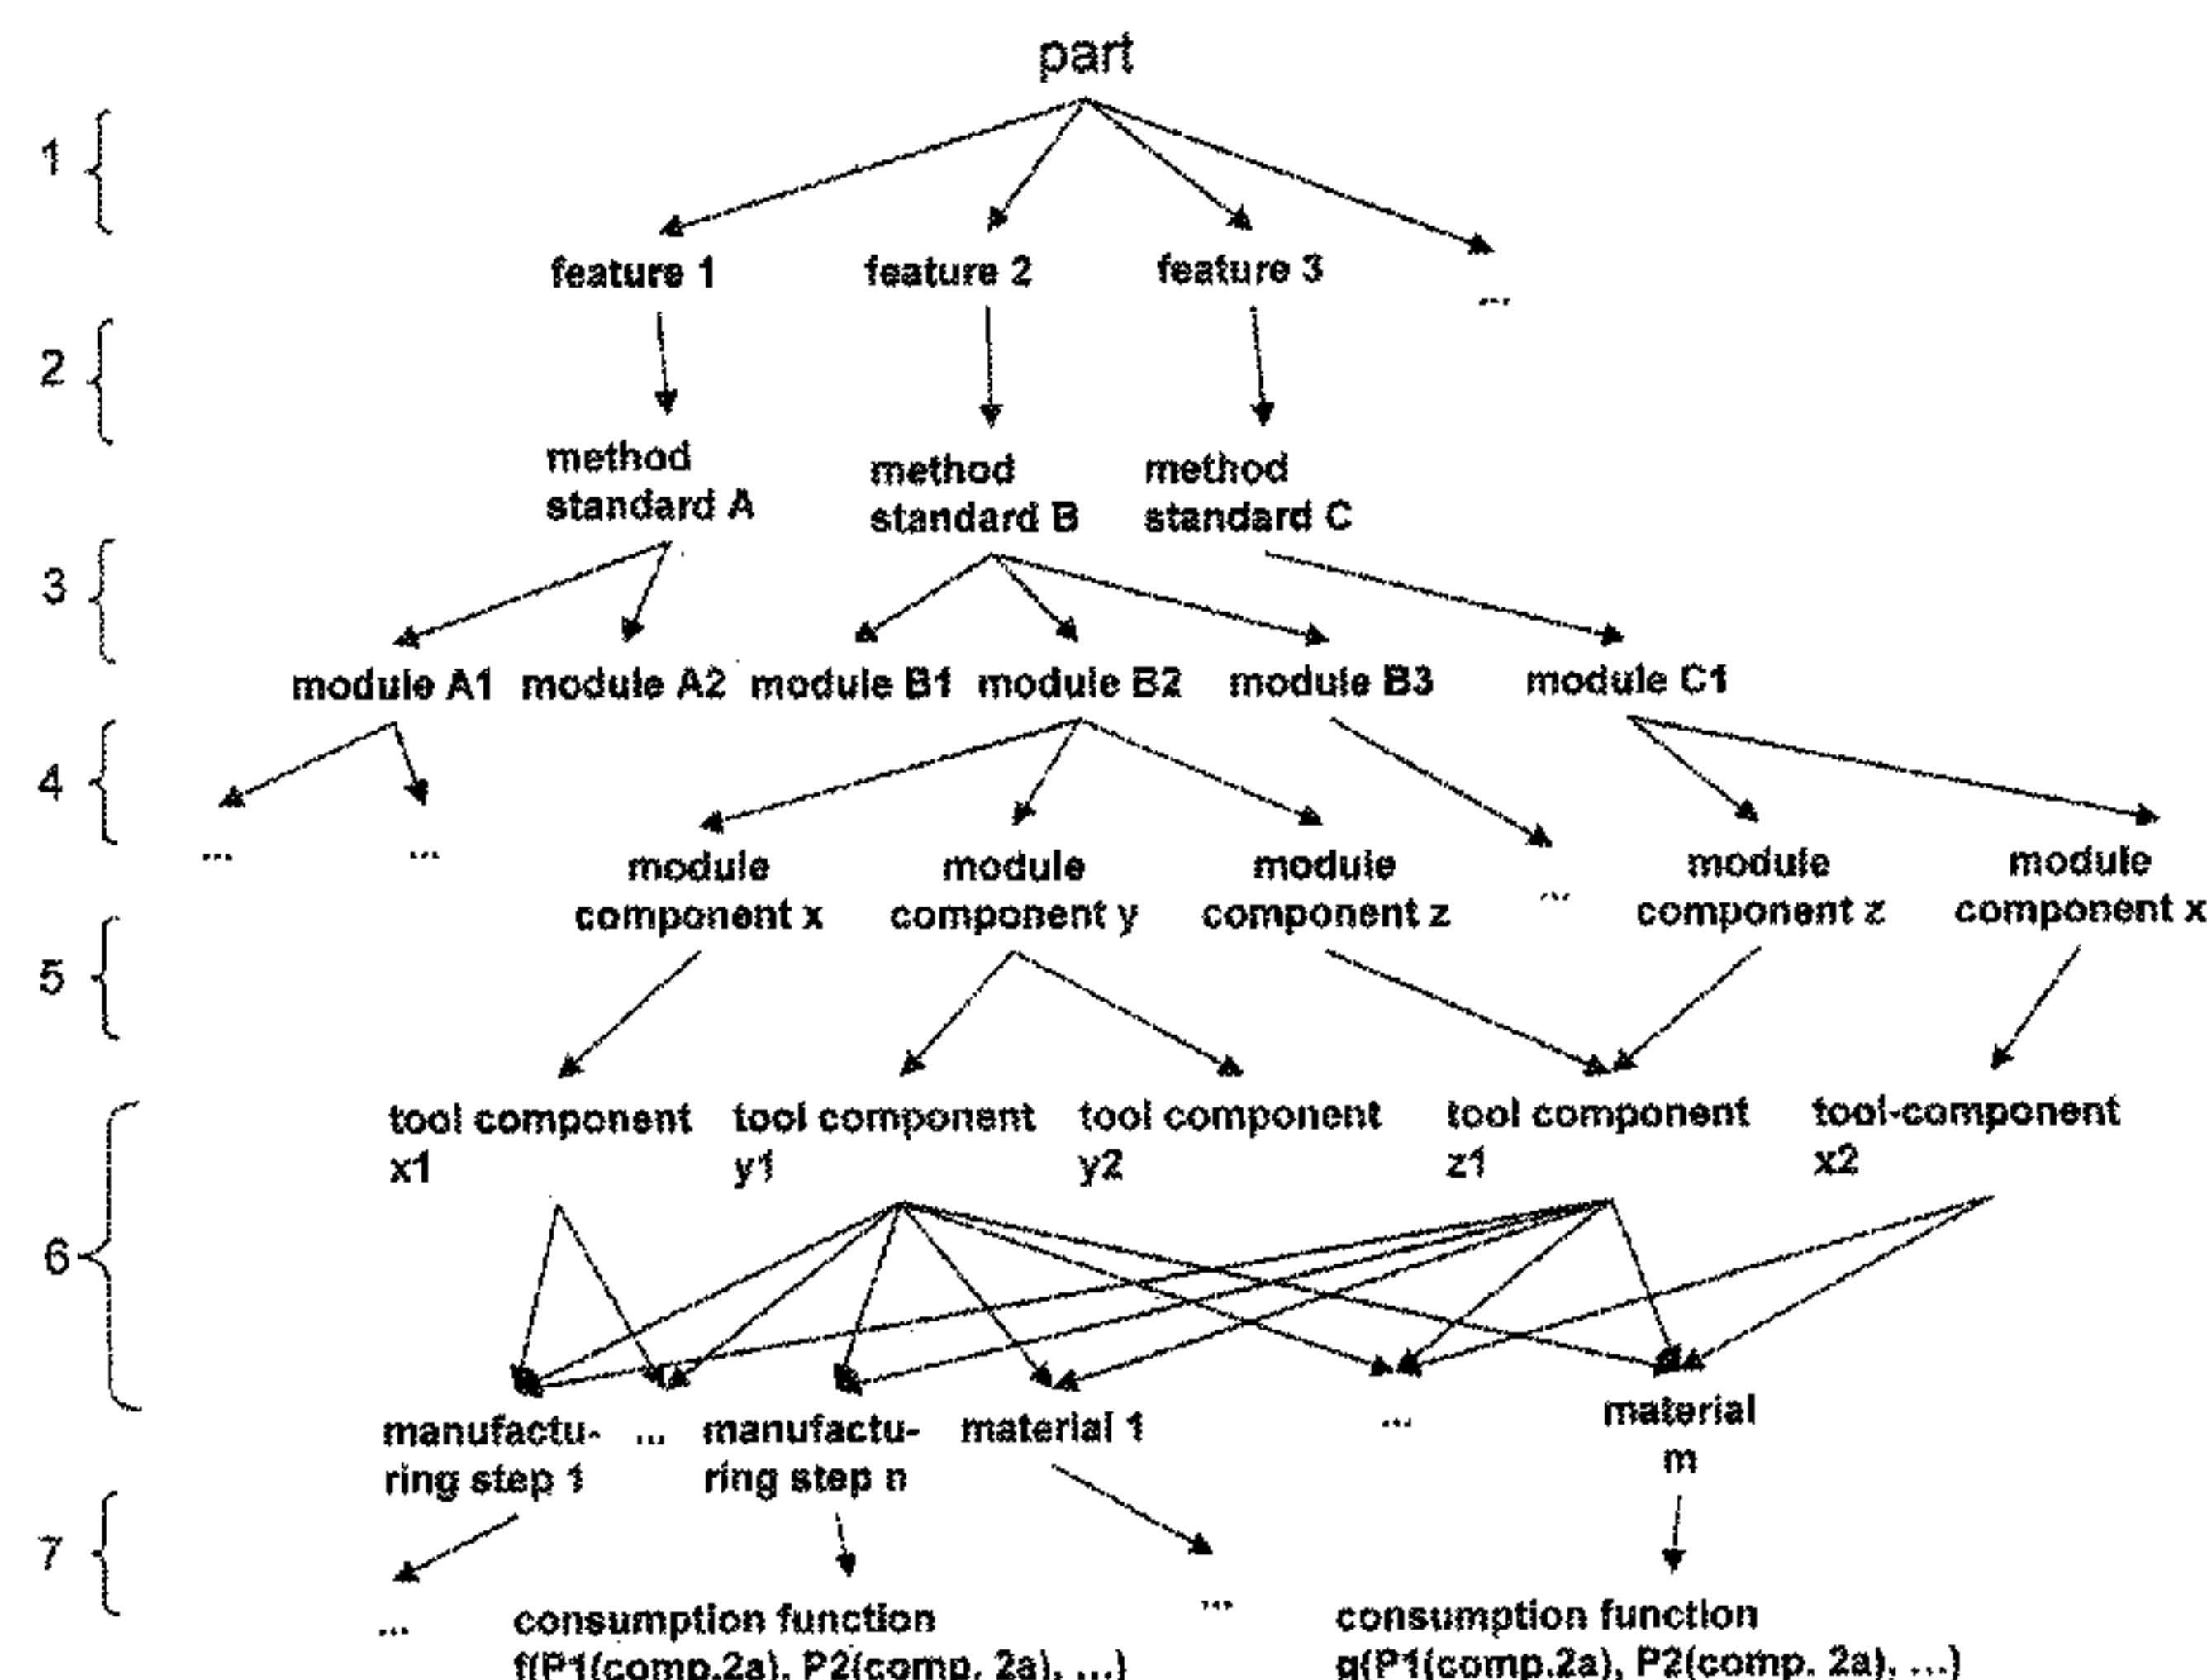 part
1
feature 1 feature 2 feature 3 ...
2
method standard A
method standard B
method standard C
3
module A1 module A2 module B1 module B2 module B3 module C1
4
... ... ...
module component x
module component y
module component z
module component z
module component x
5
tool component x1
tool component y1
tool component y2
tool component z1
tool-component x2
6
manufactu-
ring step 1
...
manufactu-
ring step n
material 1
...
material
m
7
...
consumption function
f(P1(comp.2a), P2(comp. 2a), ...)
...
consumption function
g(P1(comp.2a), P2(comp. 2a), ...)